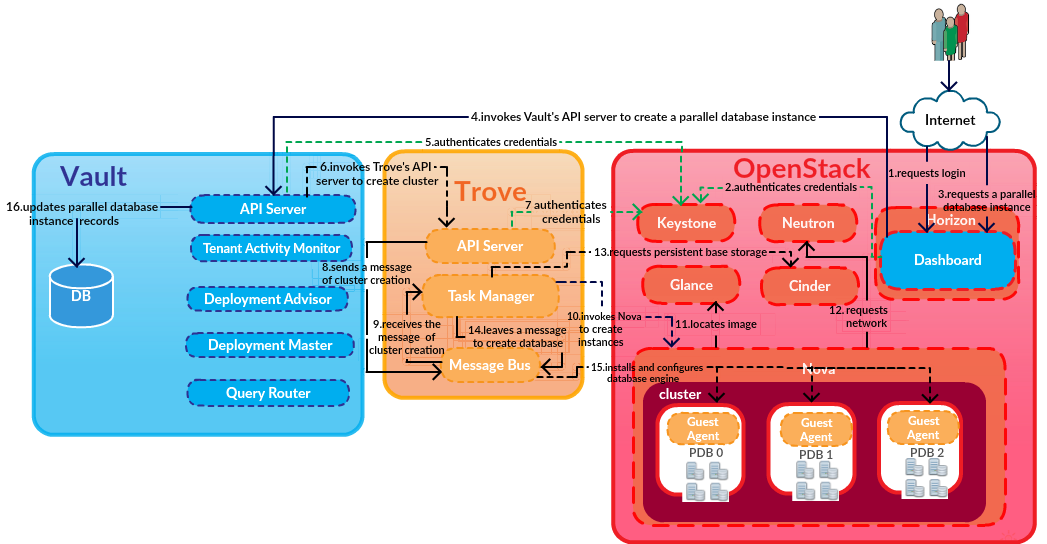 Internet
4.invokes Vault's API server to create a parallel database instance
5.authenticates credentials
Vault
16.updates parallel database
instance records
API Server
Tenant Activity Monitor
Deployment Advisor
Deployment Master
Query Router
DB
6.invokes Trove's API
server to create cluster
Trove
7 authenticates
credentials
API Server
8.sends a message
of cluster creation
Task Manager
9.receives the
message of
cluster creation
14.leaves a message
to create database
Message Bus
10.invokes Nova
to create
instances
13.requests persistent base storage
15.installs and configures
database engine
OpenStack
1.requests login
2.authenticates credentials
3.requests a parallel
database instance
Keystone
Neutron
Horizon
Dashboard
Glance
Cinder
11.locates image
12. requests
network
Nova
cluster
Guest
Agent
PDB 0
Guest
Agent
PDB 1
Guest
Agent
PDB 2